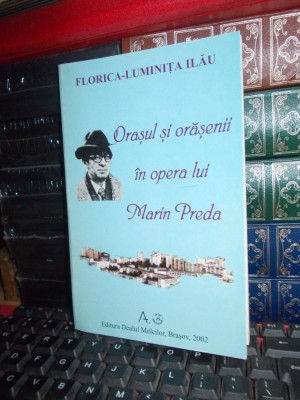 FLORICA-LUMINIȚA ILĂU
Orașul și orășenii
în opera lui
Marin Preda
Editura Dealul Melcilor, Brașov, 2002